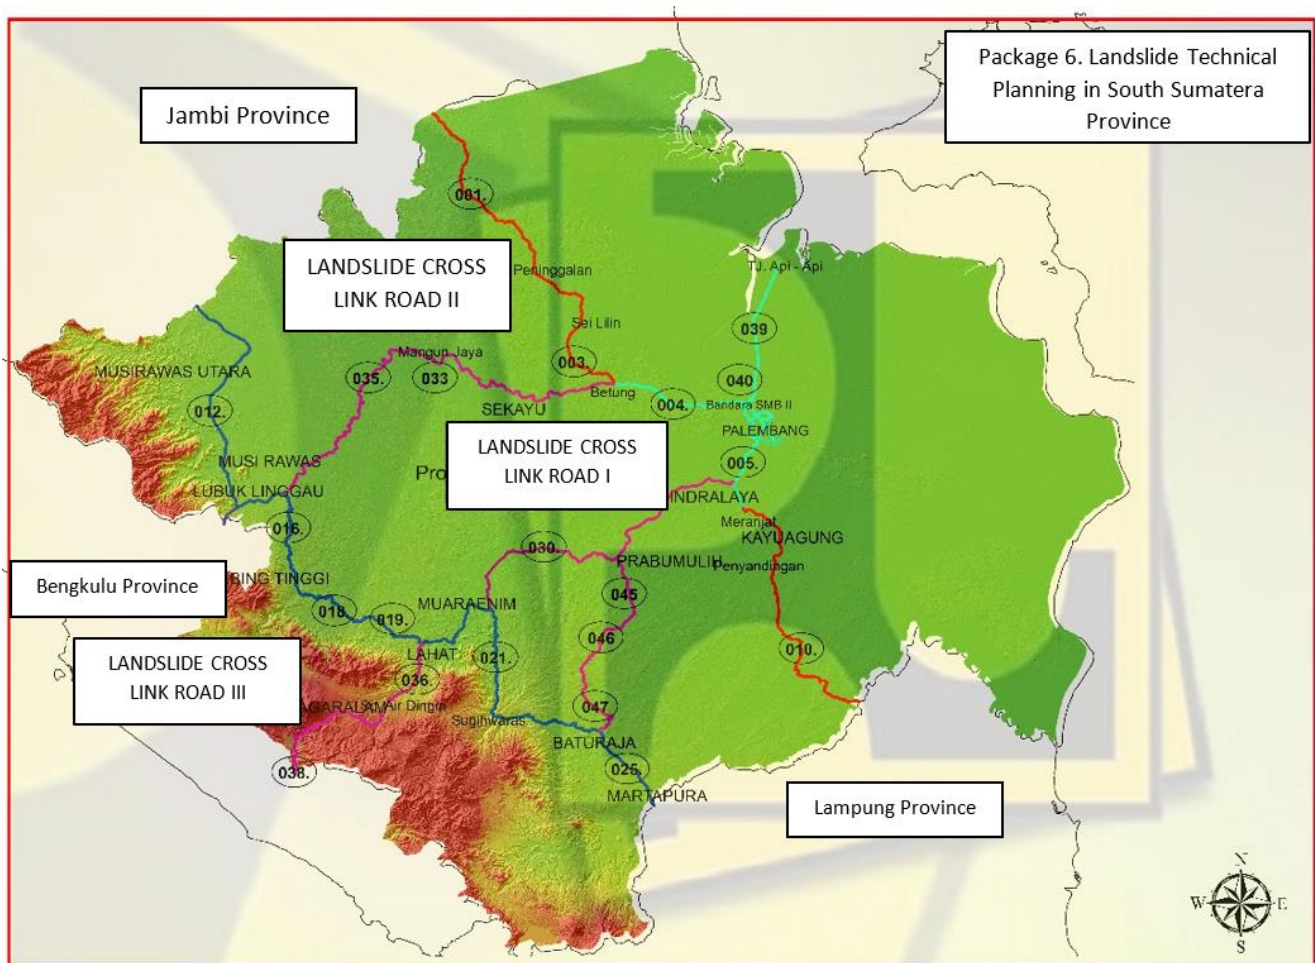 Package 6. Landslide Technical
Planning in South Sumatera
Province
Jambi Province
001.
LANDSLIDE CROSS
LINK ROAD II
Peninggalan
TJ. Api - Api
Sei Lilin
039
Mangun Jaya
003.
MUSIRAWAS UTARA
035.
033
040
Betung
012.
SEKAYU
004.
Bandara SMB II
PALEMBANG
LANDSLIDE CROSS
LINK ROAD I
MUSI RAWAS
005.
Pro
LUBUK LINGGAU
INDRALAYA
016.
Meranjat
KAYUAGUNG
030.
PRABUMULIH
Penyandingan
Bengkulu Province
BING TINGGI
045
018.
019.
MUARAENIM
046
010.
LANDSLIDE CROSS
LINK ROAD III
LAHAT
021.
036.
AGARALAM
Air Dingin
047
Sugihwaras
BATURAJA
038.
025.
MARTAPURA
Lampung Province
N
W
E
S